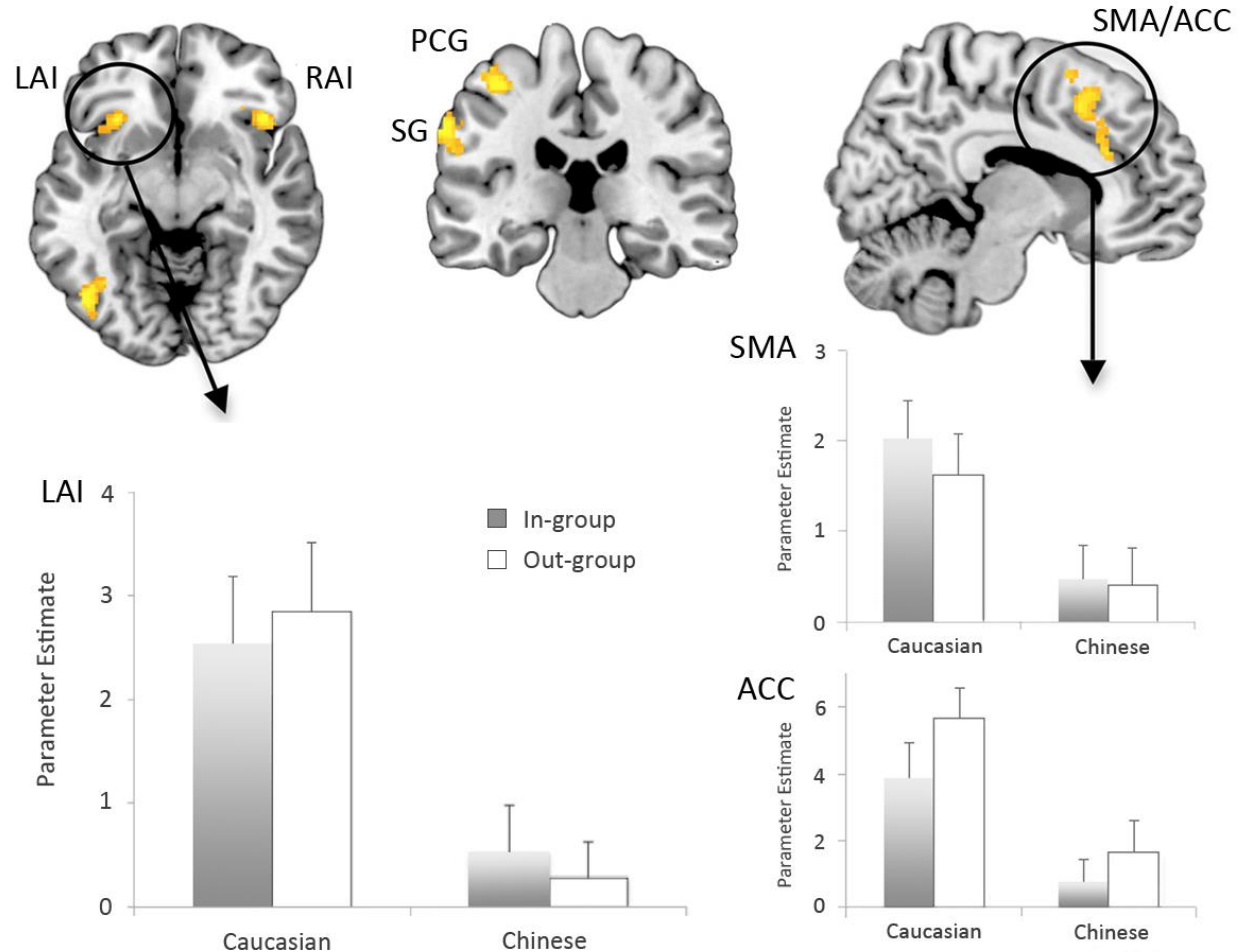 LAI
RAI
PCG
SG
SMA/ACC
LAI
Parameter Estimate
4
3
2
1
0
Caucasian
Chinese
In-group
Out-group
SMA
Parameter Estimate
3
2
1
0
Caucasian
Chinese
ACC
Parameter Estimate
6
4
2
0
Caucasian
Chinese